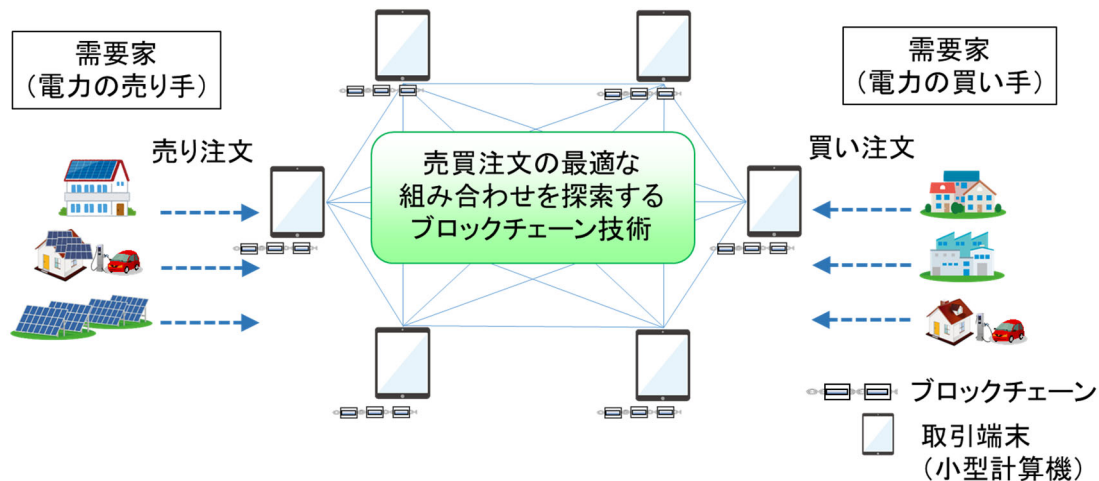 需要家
（電力の売り手）
需要家
（電力の買い手）
売り注文
買い注文
売買注文の最適な
組み合わせを探索する
ブロックチェーン技術
ブロックチェーン
取引端末
（小型計算機）